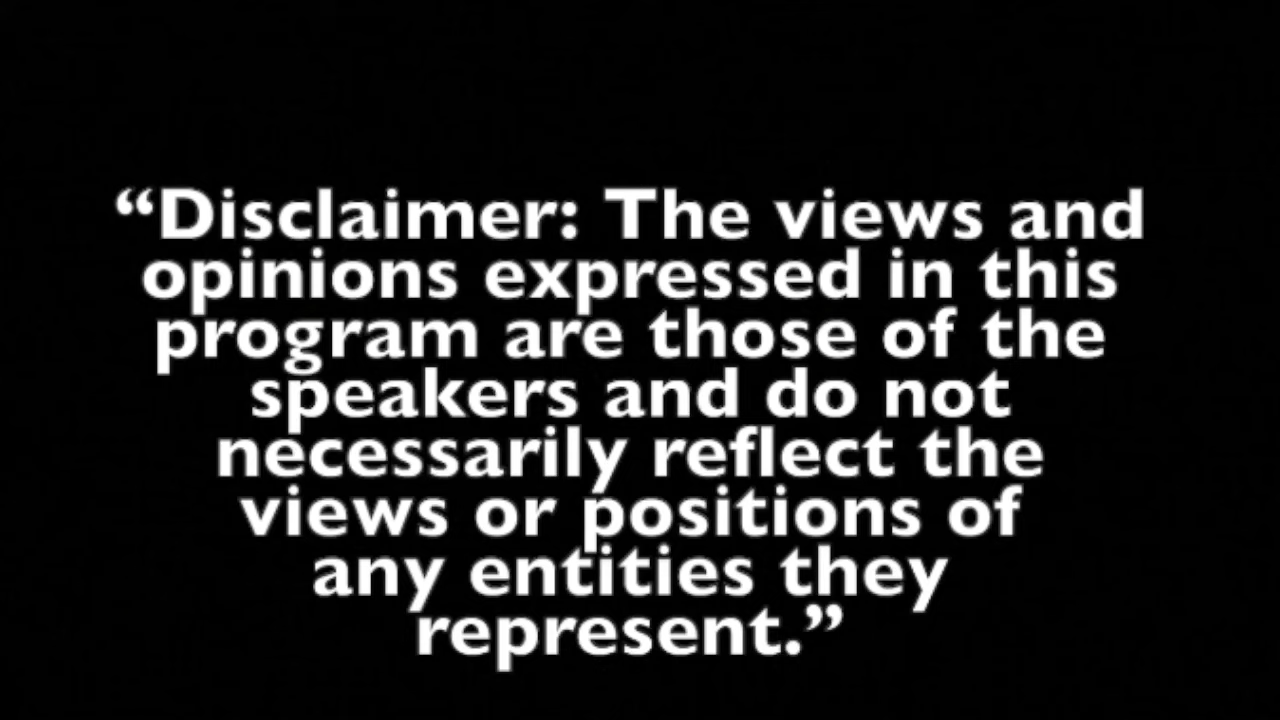 “Disclaimer: The views and
opinions expressed in this
program are those of the
speakers and do not
necessarily reflect the
views or positions of
any entities they
represent.”